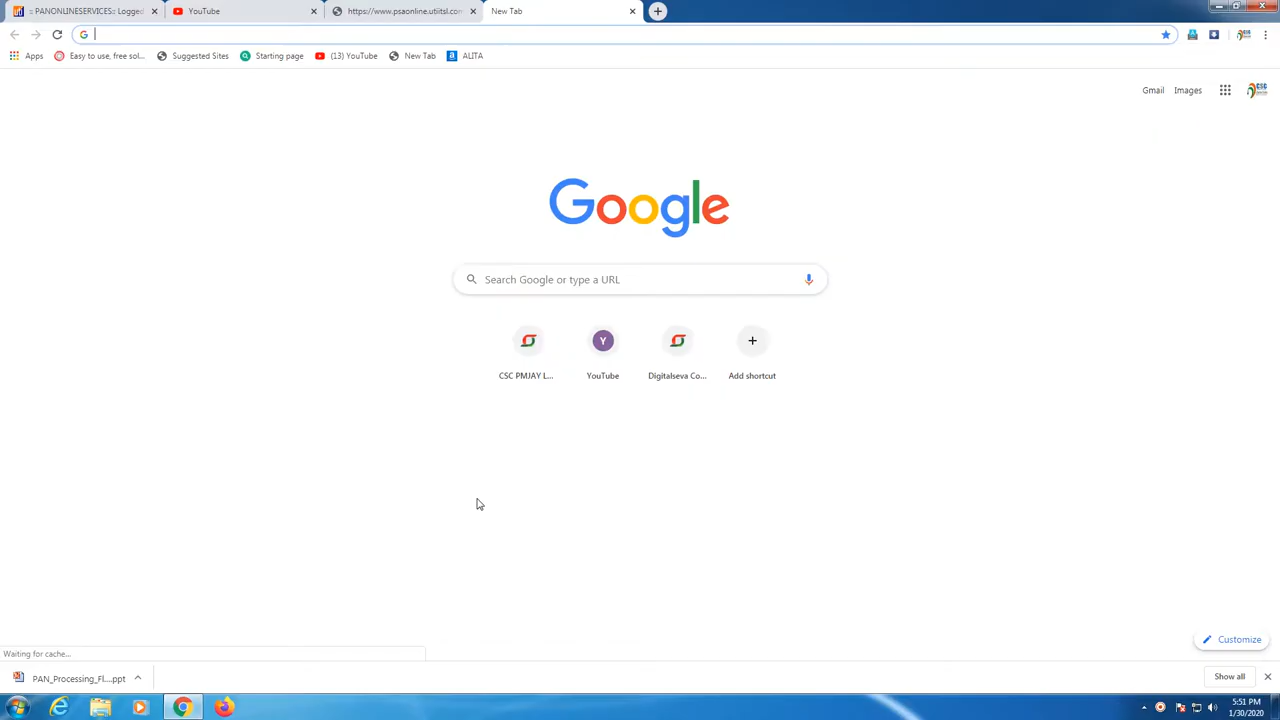 :: PANONLINESERVICES:: Logged
YouTube
https://www.psaonline.utiitsl.com
New Tab
Apps
Easy to use, free sol...
Suggested Sites
Starting page
(13) YouTube
New Tab
ALITA
Gmail
Images
Google
Search Google or type a URL
CSC PMJAY L...
Y
YouTube
Digitalseva Co...
Add shortcut
Customize
Waiting for cache...
PAN_Processing_Fl....ppt
Show all
5:51 PM
1/30/2020